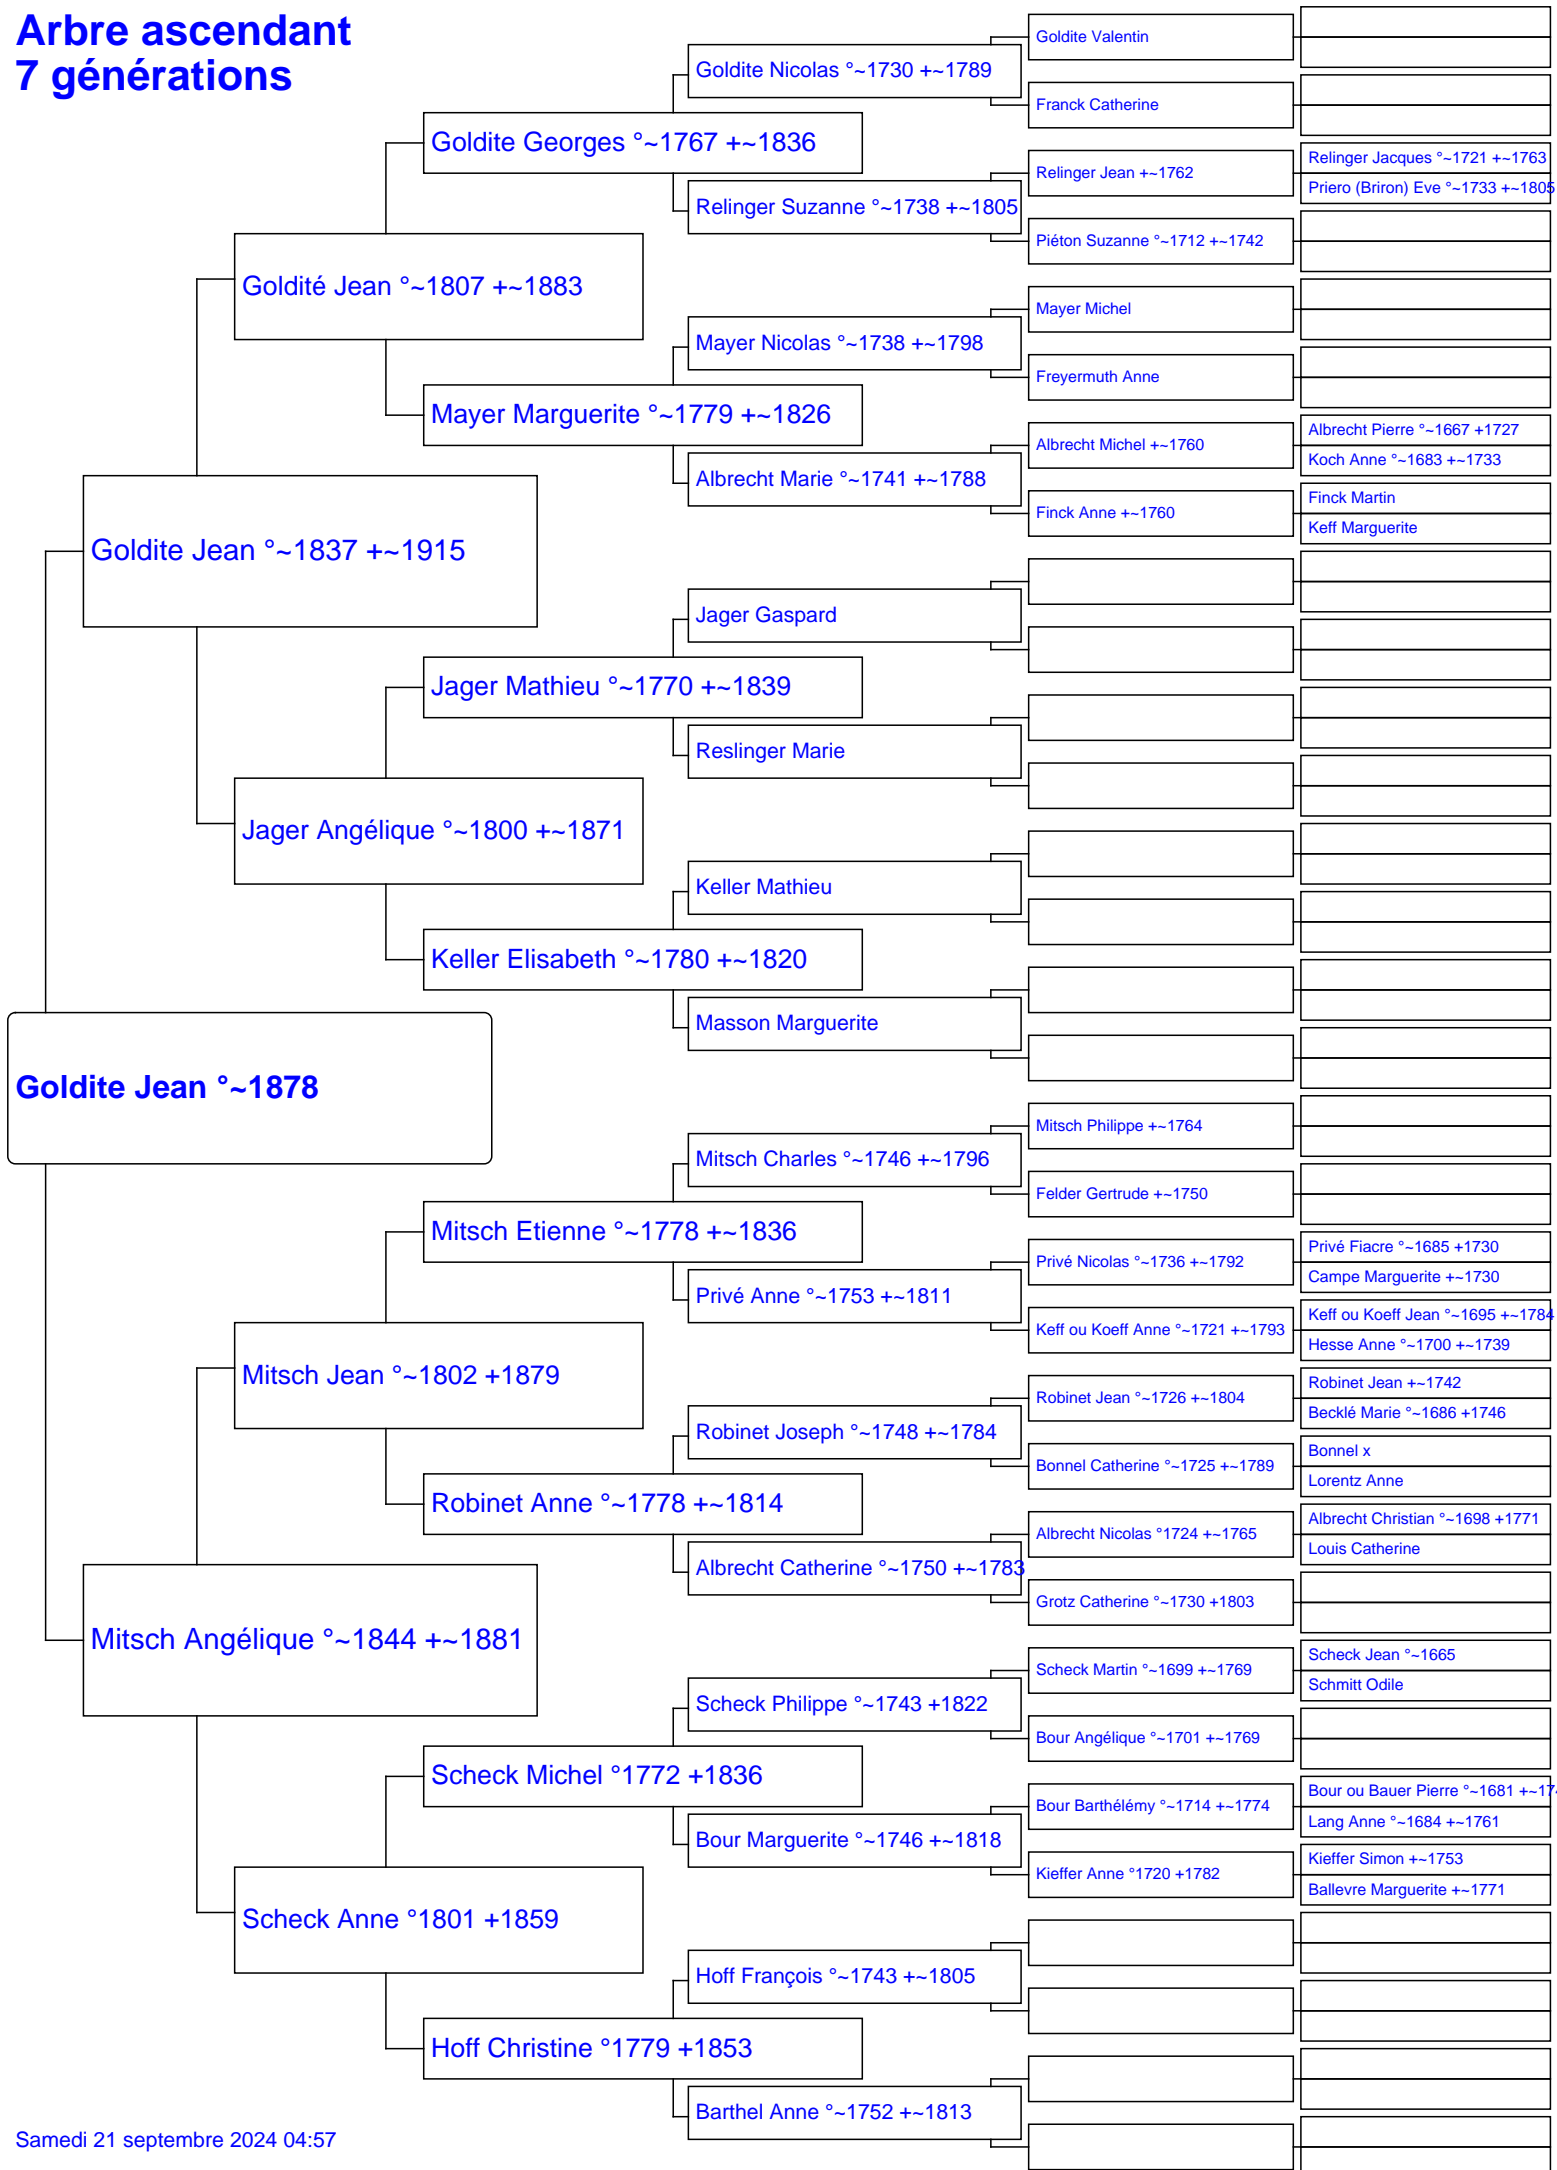 Arbre ascendant
7 générations
Goldite Jean °~1878
Goldite Jean °~1837 +~1915
Mitsch Angélique °~1844 +~1881
Goldité Jean °~1807 +~1883
Jager Angélique °~1800 +~1871
Mitsch Jean °~1802 +1879
Scheck Anne °1801 +1859
Goldite Georges °~1767 +~1836
Mayer Marguerite °~1779 +~1826
Jager Mathieu °~1770 +~1839
Keller Elisabeth °~1780 +~1820
Mitsch Etienne °~1778 +~1836
Robinet Anne °~1778 +~1814
Scheck Michel °1772 +1836
Hoff Christine °1779 +1853
Goldite Nicolas °~1730 +~1789
Relinger Suzanne °~1738 +~1805
Mayer Nicolas °~1738 +~1798
Albrecht Marie °~1741 +~1788
Jager Gaspard
Reslinger Marie
Keller Mathieu
Masson Marguerite
Mitsch Charles °~1746 +~1796
Privé Anne °~1753 +~1811
Robinet Joseph °~1748 +~1784
Albrecht Catherine °~1750 +~1783
Scheck Philippe °~1743 +1822
Bour Marguerite °~1746 +~1818
Hoff François °~1743 +~1805
Barthel Anne °~1752 +~1813
Goldite Valentin
Franck Catherine
Relinger Jean +~1762
Piéton Suzanne °~1712 +~1742
Mayer Michel
Freyermuth Anne
Albrecht Michel +~1760
Finck Anne +~1760
Mitsch Philippe +~1764
Felder Gertrude +~1750
Privé Nicolas °~1736 +~1792
Keff ou Koeff Anne °~1721 +~1793
Robinet Jean °~1726 +~1804
Bonnel Catherine °~1725 +~1789
Albrecht Nicolas °1724 +~1765
Grotz Catherine °~1730 +1803
Scheck Martin °~1699 +~1769
Bour Angélique °~1701 +~1769
Bour Barthélémy °~1714 +~1774
Kieffer Anne °1720 +1782
Relinger Jacques °~1721 +~1763
Priero (Briron) Eve °~1733 +~1805
Albrecht Pierre °~1667 +1727
Koch Anne °~1683 +~1733
Finck Martin
Keff Marguerite
Privé Fiacre °~1685 +1730
Campe Marguerite +~1730
Keff ou Koeff Jean °~1695 +~1784
Hesse Anne °~1700 +~1739
Robinet Jean +~1742
Becklé Marie °~1686 +1746
Bonnel x
Lorentz Anne
Albrecht Christian °~1698 +1771
Louis Catherine
Scheck Jean °~1665
Schmitt Odile
Bour ou Bauer Pierre °~1681
Lang Anne °~1684 +~1761
Kieffer Simon +~1753
Ballevre Marguerite +~1771
Samedi 21 septembre 2024 04:57